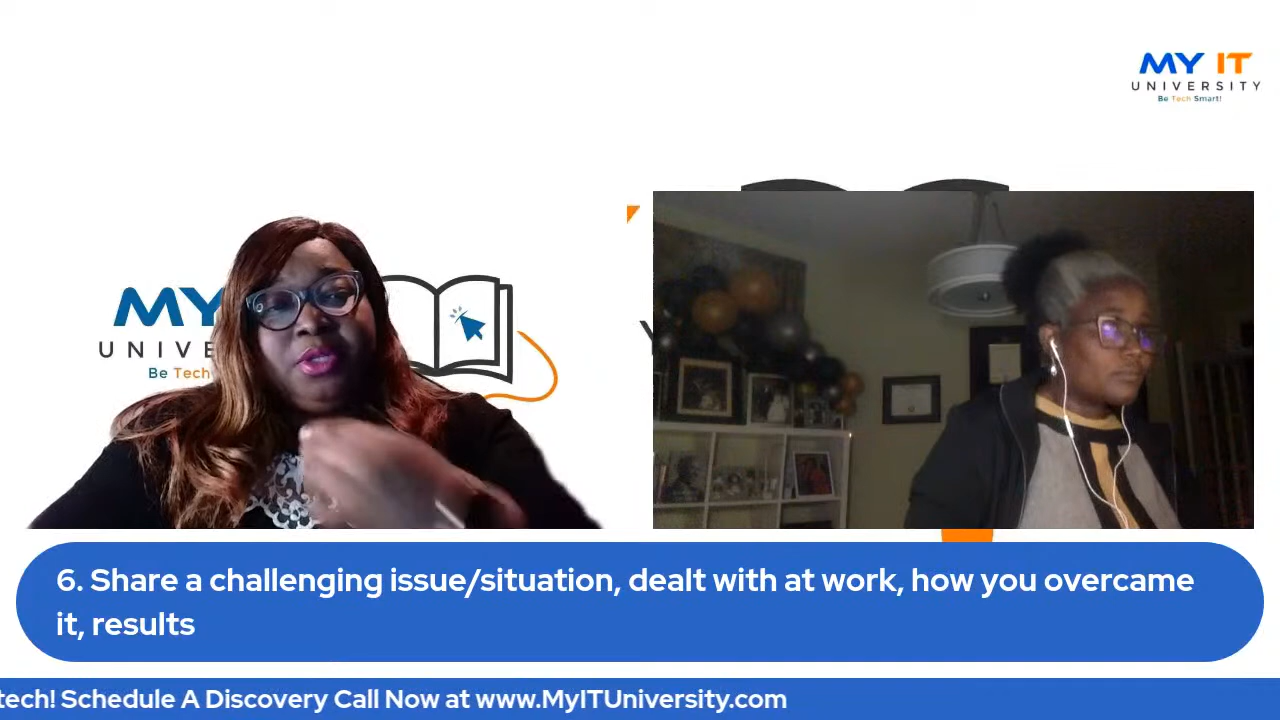 MY IT
UNIVERSITY
Be Tech Smart!
MY
UNIVE
Be Tech
6. Share a challenging issue/situation, dealt with at work, how you overcame
it, results
tech! Schedule A Discovery Call Now at www.MyITUniversity.com